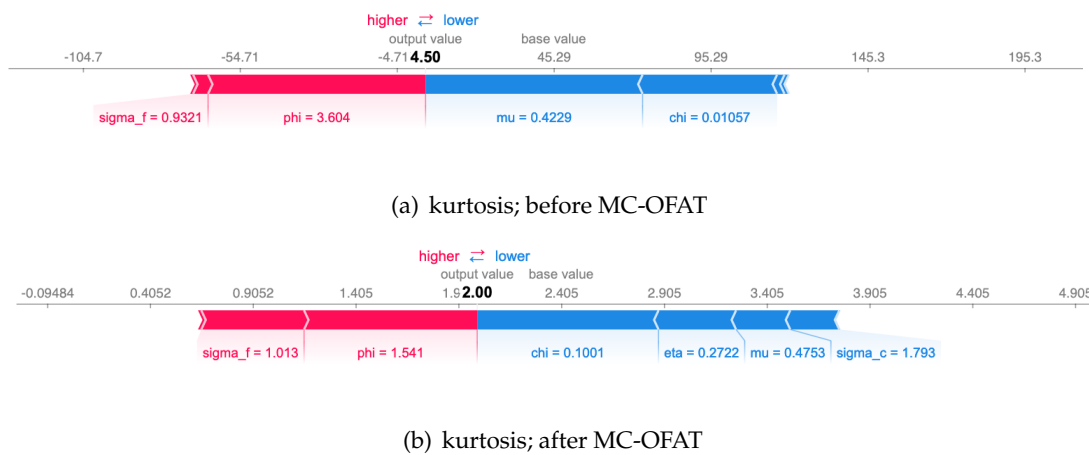 higher ⇄ lower
output value base value
-104.7 -54.71 -4.71 4.50 45.29 95.29 145.3 195.3
sigma_f = 0.9321 phi = 3.604 mu = 0.4229 chi = 0.01057
(a) kurtosis; before MC-OFAT
higher ⇄ lower
output value base value
-0.09484 0.4052 0.9052 1.405 1.9 2.00 2.405 2.905 3.405 3.905 4.405 4.905
sigma_f = 1.013 phi = 1.541 chi = 0.1001 eta = 0.2722 mu = 0.4753 sigma_c = 1.793
(b) kurtosis; after MC-OFAT